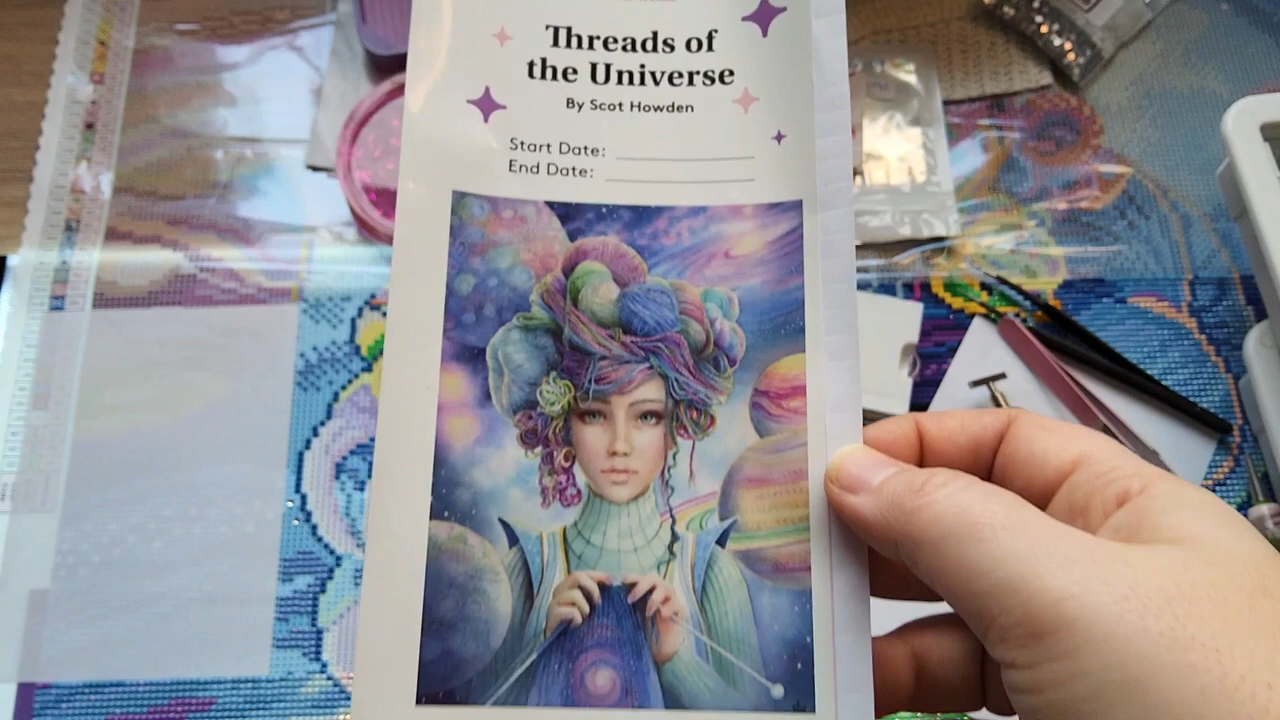 Threads of
the Universe
By Scot Howden
Start Date:
End Date: